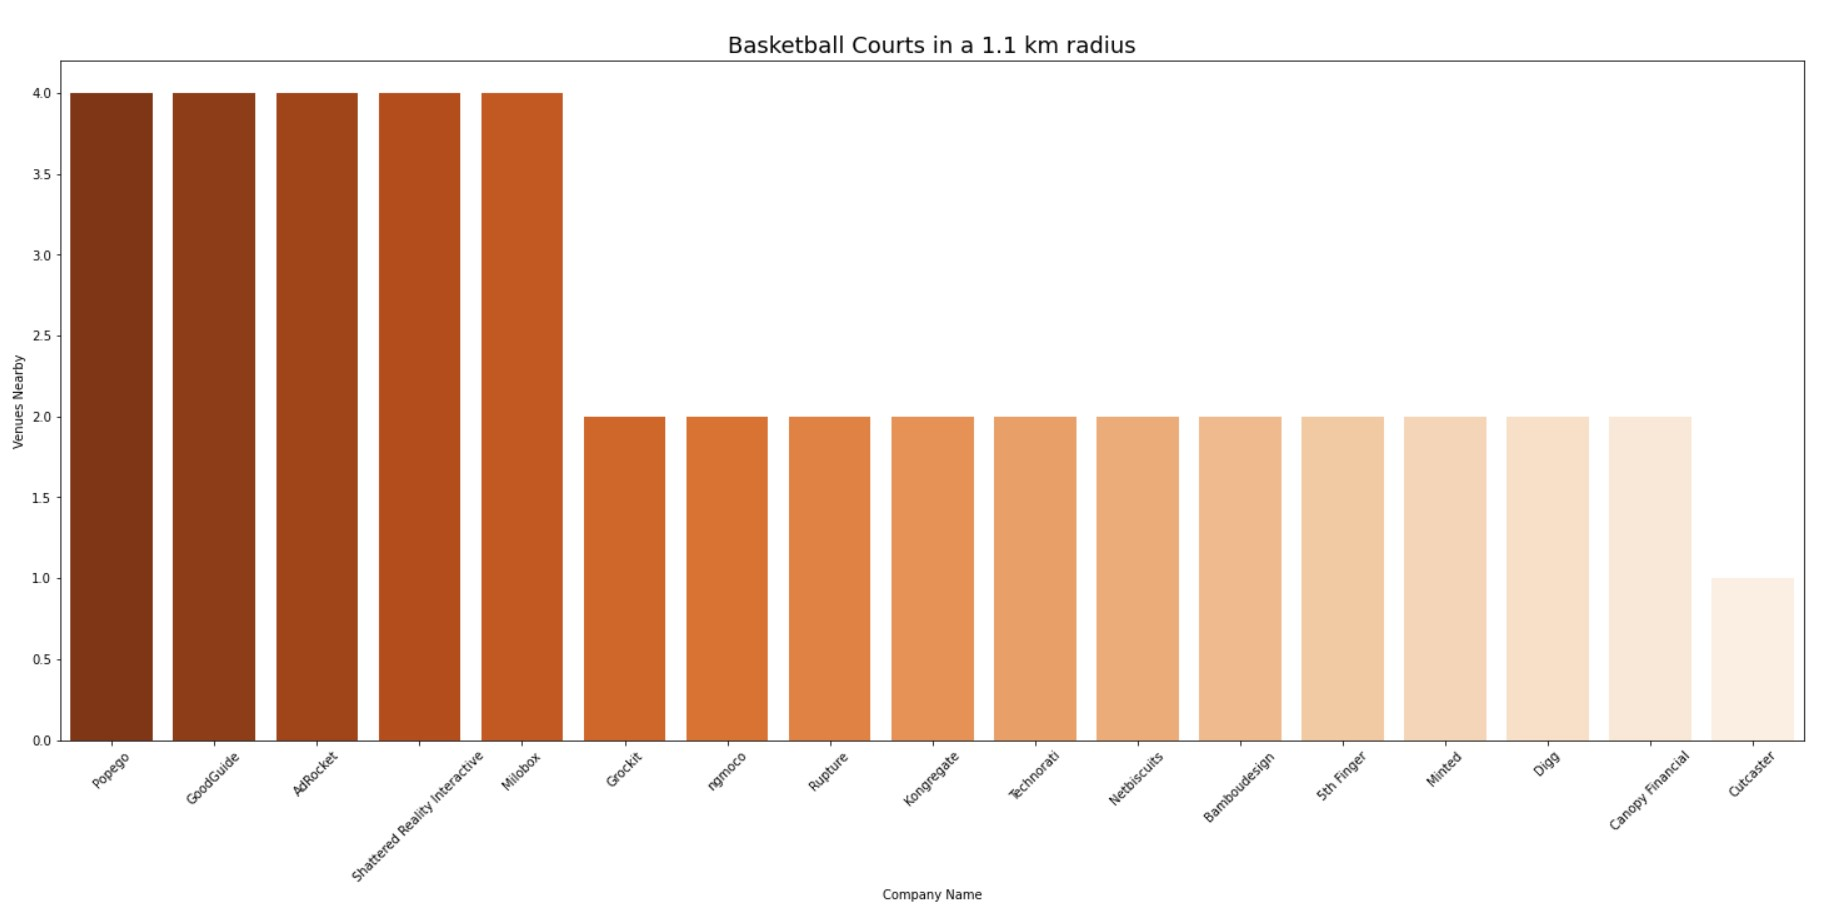 Basketball Courts in a 1.1 km radius
4.0
3.5
3.0
2.5
2.0
1.5
1.0
0.5
0.0
Venues Nearby
Popego
GoodGuide
AdRocket
Shattered Reality Interactive
Milobox
Grockit
ngmoco
Rupture
Kongregate
Technorati
Netbiscuits
Bamboudesign
5th Finger
Minted
Digg
Canopy Financial
Cutcaster
Company Name